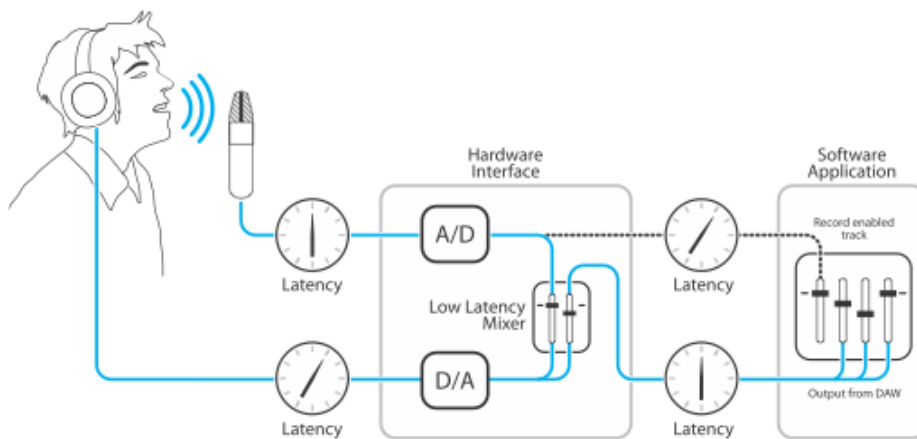 Hardware
Interface
Software
Application
A/D
Record enabled
track
Latency
Latency
Low Latency
Mixer
D/A
Latency
Latency
Output from DAW